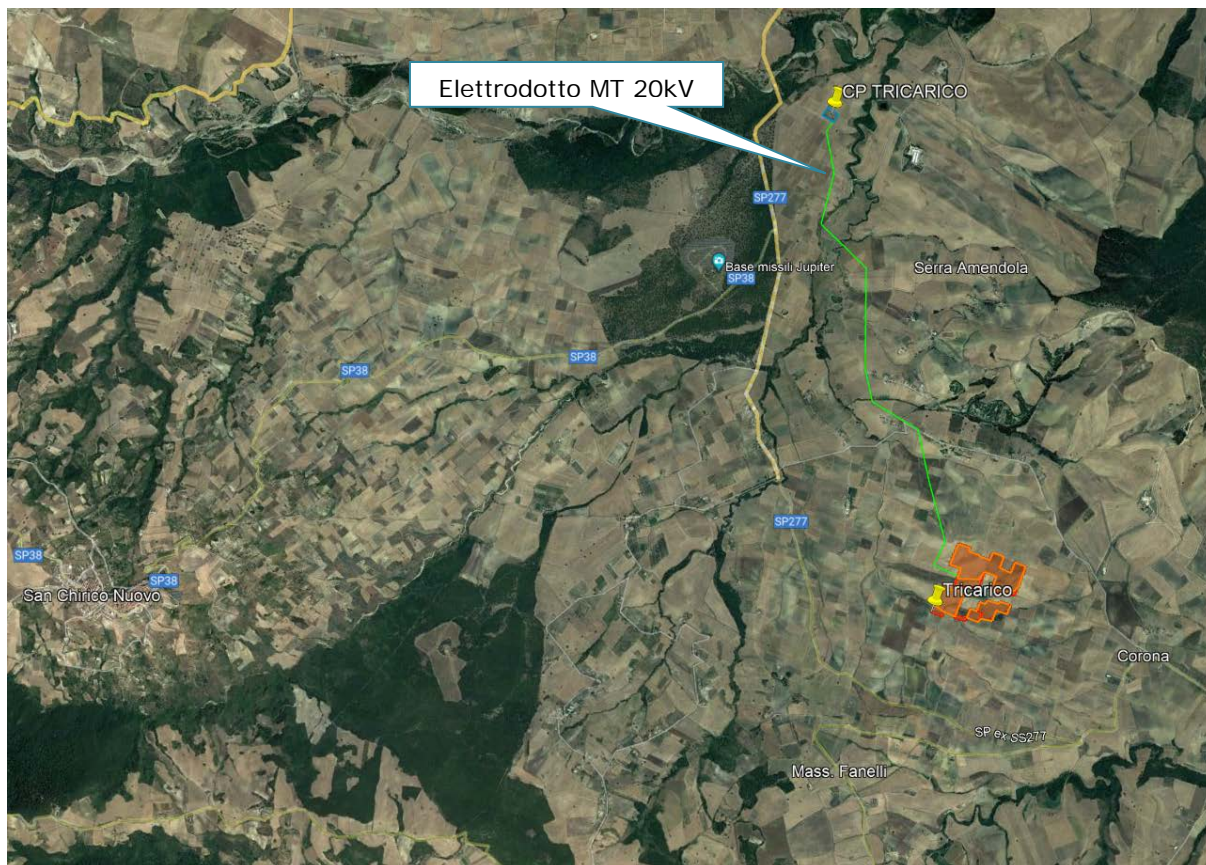 Elettrodotto MT 20kV
CP TRICARICO
SP277
Base missili Jupiter
SP38
Serra Amendola
SP38
SP38
SP277
SP38
SP38
San Chirico Nuovo
Tricarico
Corona
SP ex SS277
Mass. Fanelli